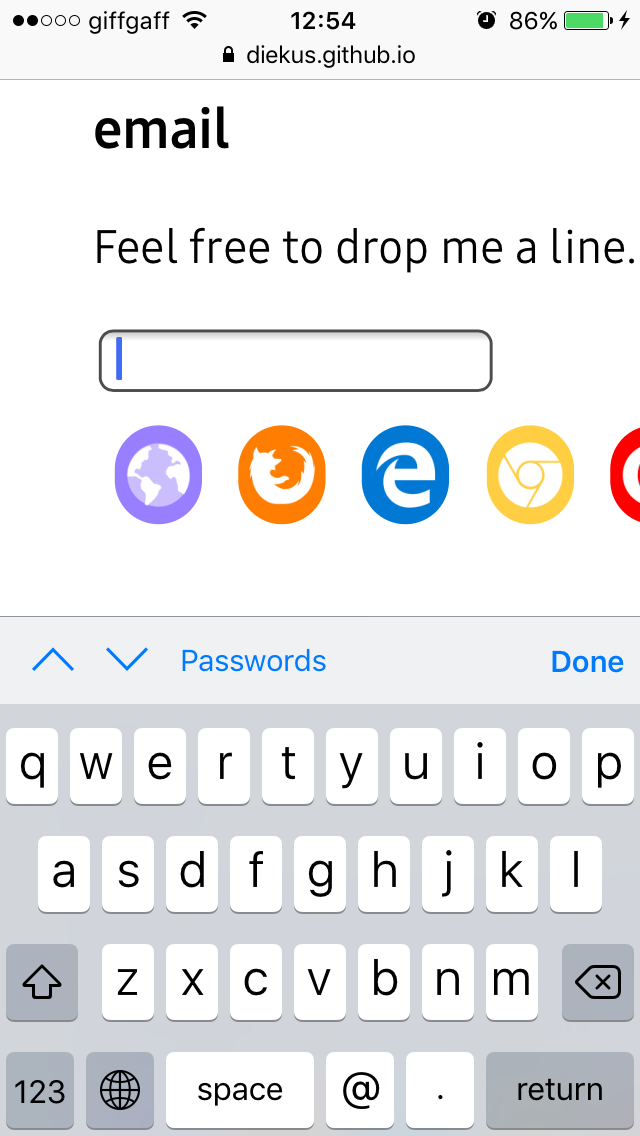 giffgaff 12:54 86%
diekus.github.io
email
Feel free to drop me a line.
Passwords Done
q w e r t y u i o p
a s d f g h j k l
z x c v b n m
123 space @ . return